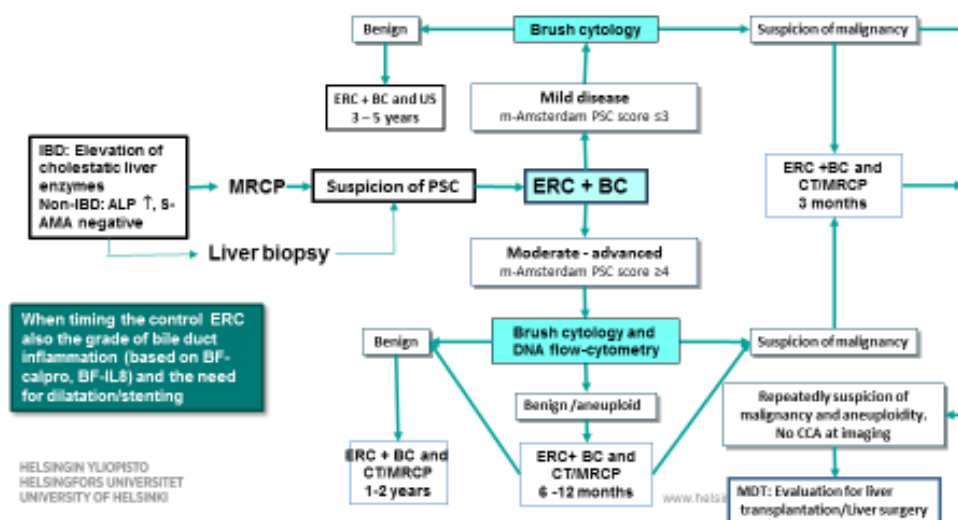 Benign
Brush cytology
Suspicion of malignancy
ERC + BC and US
3 – 5 years
Mild disease
m-Amsterdam PSC score ≤3
IBD: Elevation of
cholestatic liver
enzymes
Non-IBD: ALP ↑, S-
AMA negative
MRCP
Suspicion of PSC
ERC + BC
ERC +BC and
CT/MRCP
3 months
Liver biopsy
Moderate - advanced
m-Amsterdam PSC score ≥4
When timing the control ERC
also the grade of bile duct
inflammation (based on BF-
calpro, BF-IL8) and the need
for dilatation/stenting
Benign
Brush cytology and
DNA flow-cytometry
Suspicion of malignancy
Benign /aneuploid
Repeatedly suspicion of
malignancy and aneuploidity.
No CCA at imaging
ERC + BC and
CT/MRCP
1-2 years
ERC+ BC and
CT/MRCP
6 -12 months
HELSINGIN YLIOPISTO
HELSINGFORS UNIVERSITET
UNIVERSITY OF HELSINKI
www.helsi
MDT: Evaluation for liver
transplantation/Liver surgery